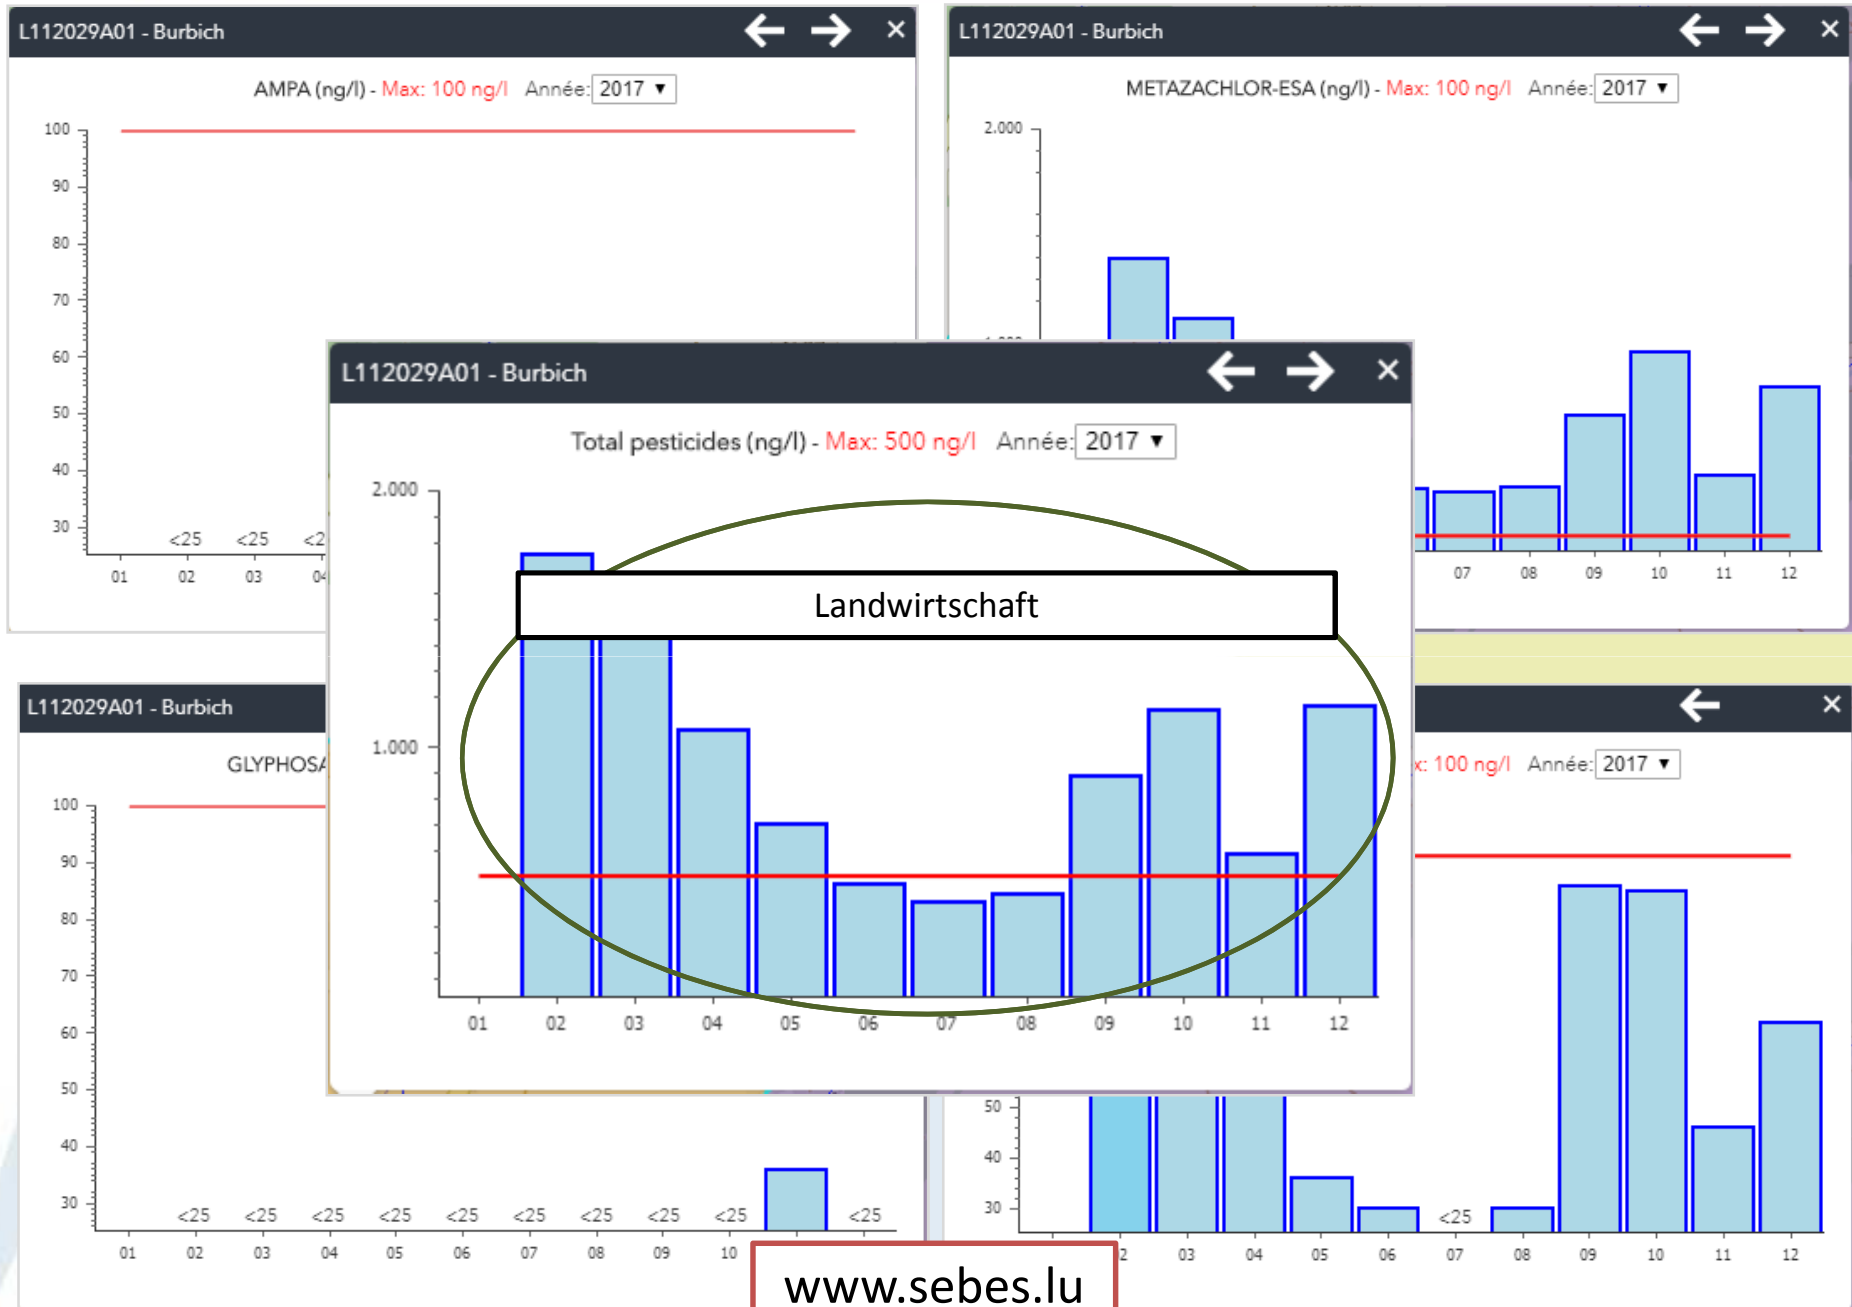 L112029A01 - Burbich
AMPA (ng/l) - Max: 100 ng/l Année: 2017
100
90
80
70
60
50
40
30
<25 <25
01 02 03
L112029A01 - Burbich
METAZACHLOR-ESA (ng/l) - Max: 100 ng/l Année: 2017
2.000
07 08 09 10 11 12
L112029A01 - Burbich
Total pesticides (ng/l) - Max: 500 ng/l Année: 2017
2.000
Landwirtschaft
1.000
01 02 03 04 05 06 07 08 09 10 11 12
L112029A01 - Burbich
GLYPHOSA
100
90
80
70
60
50
40
30
<25 <25 <25 <25 <25 <25 <25 <25 <25 <25
01 02 03 04 05 06 07 08 09 10
x: 100 ng/l Année: 2017
50
40
30
<25
03 04 05 06 07 08 09 10 11 12
www.sebes.lu